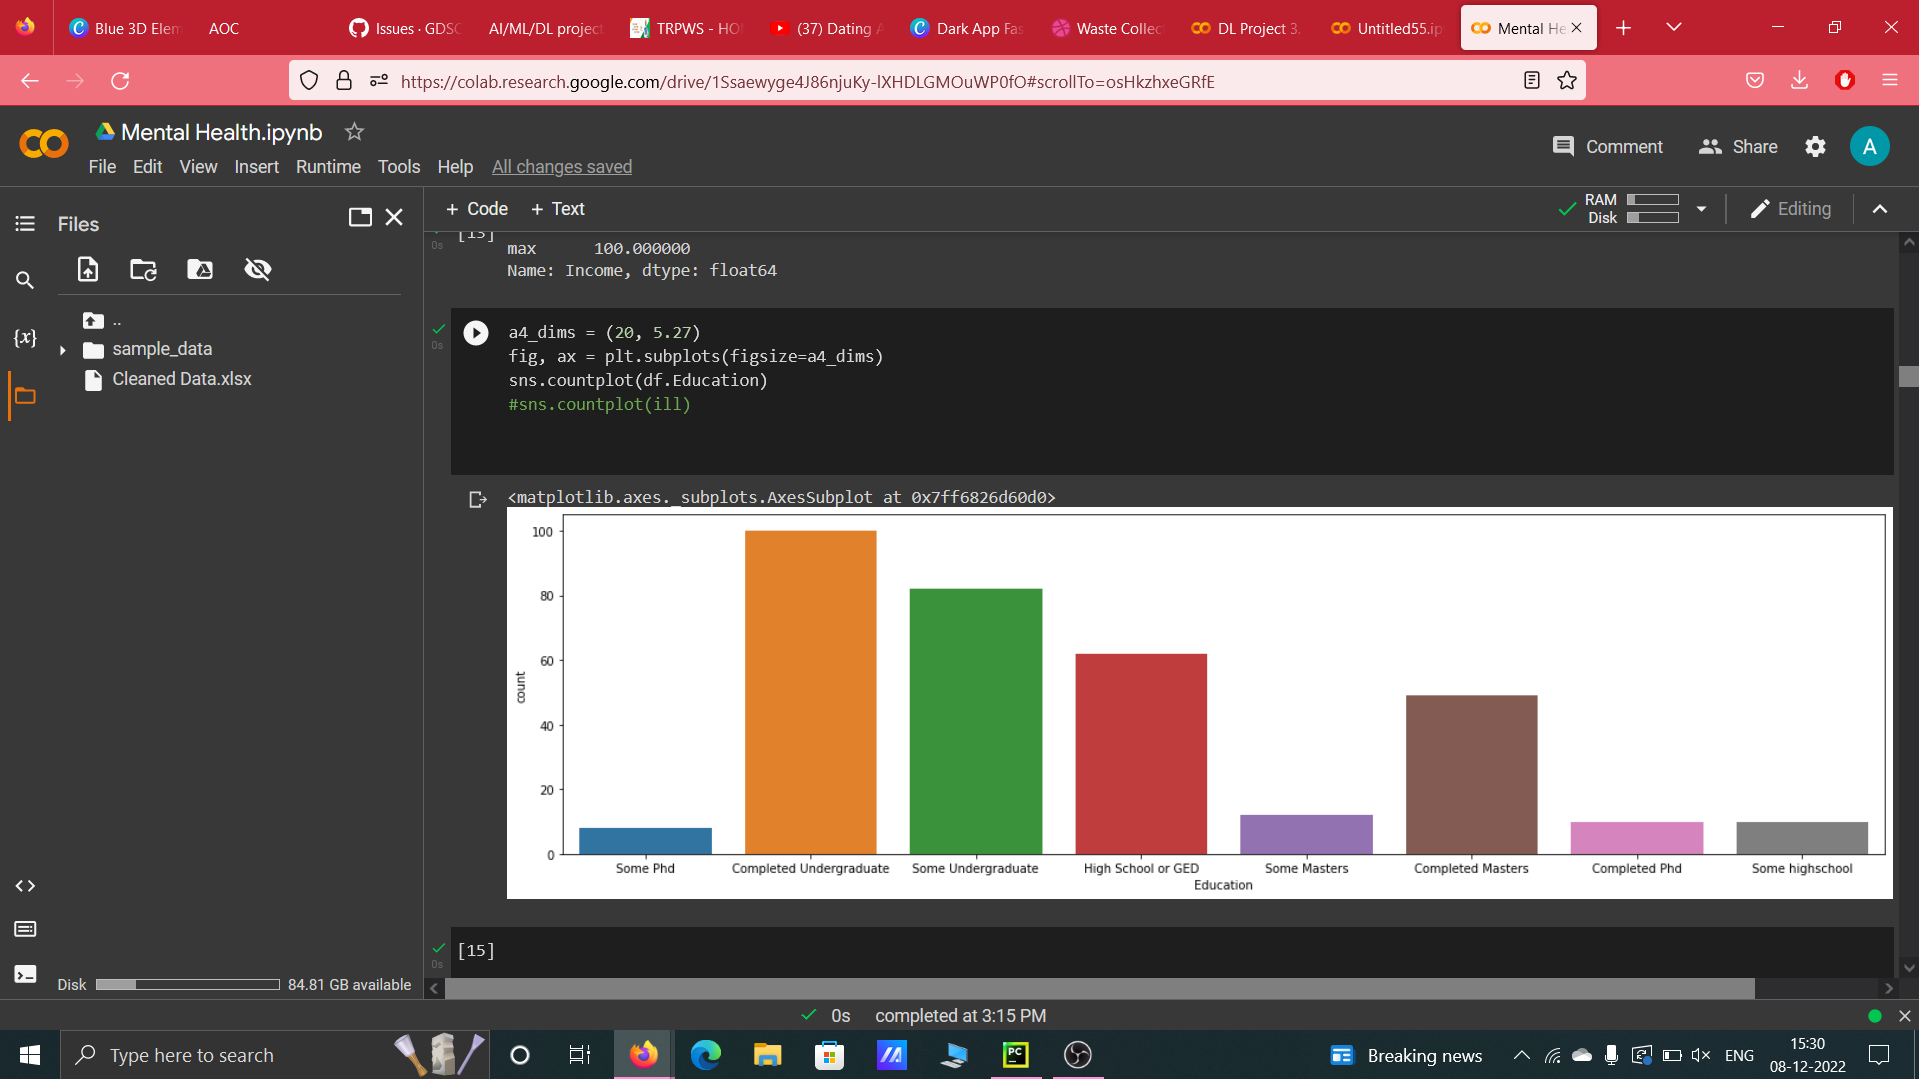 Blue 3D Elem
AOC
Issues · GDSC
AI/ML/DL project
TRPWS - HO
(37) Dating A
Dark App Fas
Waste Collec
DL Project 3.
Untitled55.ip
Mental He
https://colab.research.google.com/drive/1Ssaewyge4J86njuKy-lXHDLGMOuWP0fO#scrollTo=osHkzhxeGRfE
Mental Health.ipynb
Comment
Share
A
File Edit View Insert Runtime Tools Help All changes saved
Files
+ Code + Text
RAM
Disk
Editing
..
sample_data
Cleaned Data.xlsx
{x}
0s
[13]
max 100.000000
Name: Income, dtype: float64
0s
a4_dims = (20, 5.27)
fig, ax = plt.subplots(figsize=a4_dims)
sns.countplot(df.Education)
#sns.countplot(ill)
<matplotlib.axes._subplots.AxesSubplot at 0x7ff6826d60d0>
100
80
60
40
20
0
count
Some Phd
Completed Undergraduate
Some Undergraduate
High School or GED
Some Masters
Completed Masters
Completed Phd
Some highschool
Education
[15]
0s
Disk 84.81 GB available
0s completed at 3:15 PM
Type here to search
PC
Breaking news
ENG
15:30
08-12-2022